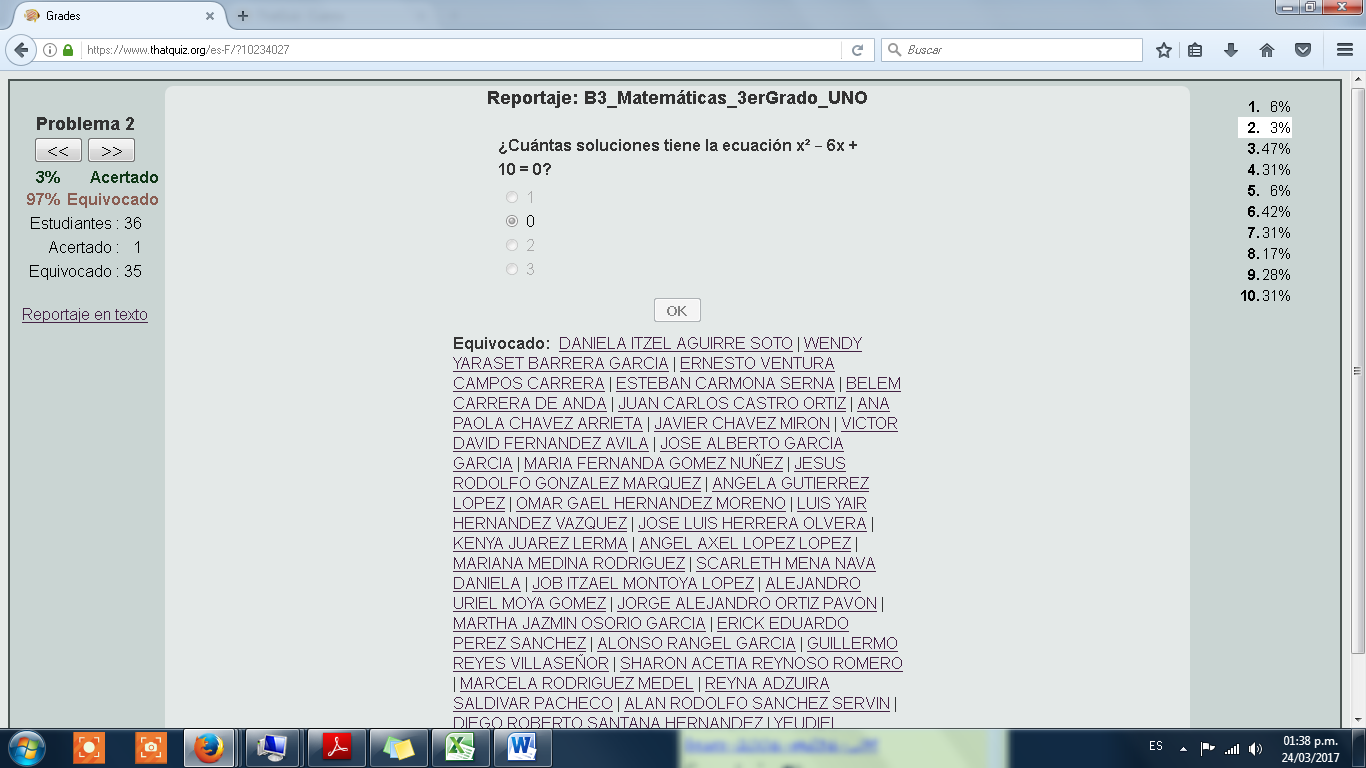 Grades
https://www.thatquiz.org/es-F/?10234027
Buscar
Problema 2
<< >>
3% Acertado
97% Equivocado
Estudiantes : 36
Acertado : 1
Equivocado : 35
Reportaje en texto
Reportaje: B3_Matemáticas_3erGrado_UNO
¿Cuántas soluciones tiene la ecuación x² – 6x +
10 = 0?
1
0
2
3
OK
Equivocado: DANIELA ITZEL AGUIRRE SOTO | WENDY
YARASET BARRERA GARCIA | ERNESTO VENTURA
CAMPOS CARRERA | ESTEBAN CARMONA SERNA | BELEM
CARRERA DE ANDA | JUAN CARLOS CASTRO ORTIZ | ANA
PAOLA CHAVEZ ARRIETA | JAVIER CHAVEZ MIRON | VICTOR
DAVID FERNANDEZ AVILA | JOSE ALBERTO GARCIA
GARCIA | MARIA FERNANDA GOMEZ NUÑEZ | JESUS
RODOLFO GONZALEZ MARQUEZ | ANGELA GUTIERREZ
LOPEZ | OMAR GAEL HERNANDEZ MORENO | LUIS YAIR
HERNANDEZ VAZQUEZ | JOSE LUIS HERRERA OLVERA |
KENYA JUAREZ LERMA | ANGEL AXEL LOPEZ LOPEZ |
MARIANA MEDINA RODRIGUEZ | SCARLETH MENA NAVA
DANIELA | JOB ITZAEL MONTOYA LOPEZ | ALEJANDRO
URIEL MOYA GOMEZ | JORGE ALEJANDRO ORTIZ PAVON |
MARTHA JAZMIN OSORIO GARCIA | ERICK EDUARDO
PEREZ SANCHEZ | ALONSO RANGEL GARCIA | GUILLERMO
REYES VILLASEÑOR | SHARON ACETIA REYNOSO ROMERO
| MARCELA RODRIGUEZ MEDEL | REYNA ADZUIRA
SALDIVAR PACHECO | ALAN RODOLFO SANCHEZ SERVIN |
DIEGO ROBERTO SANTANA HERNANDEZ | YEUDIEL
1. 6%
2. 3%
3. 47%
4. 31%
5. 6%
6. 42%
7. 31%
8. 17%
9. 28%
10. 31%
ES
01:38 p.m.
24/03/2017